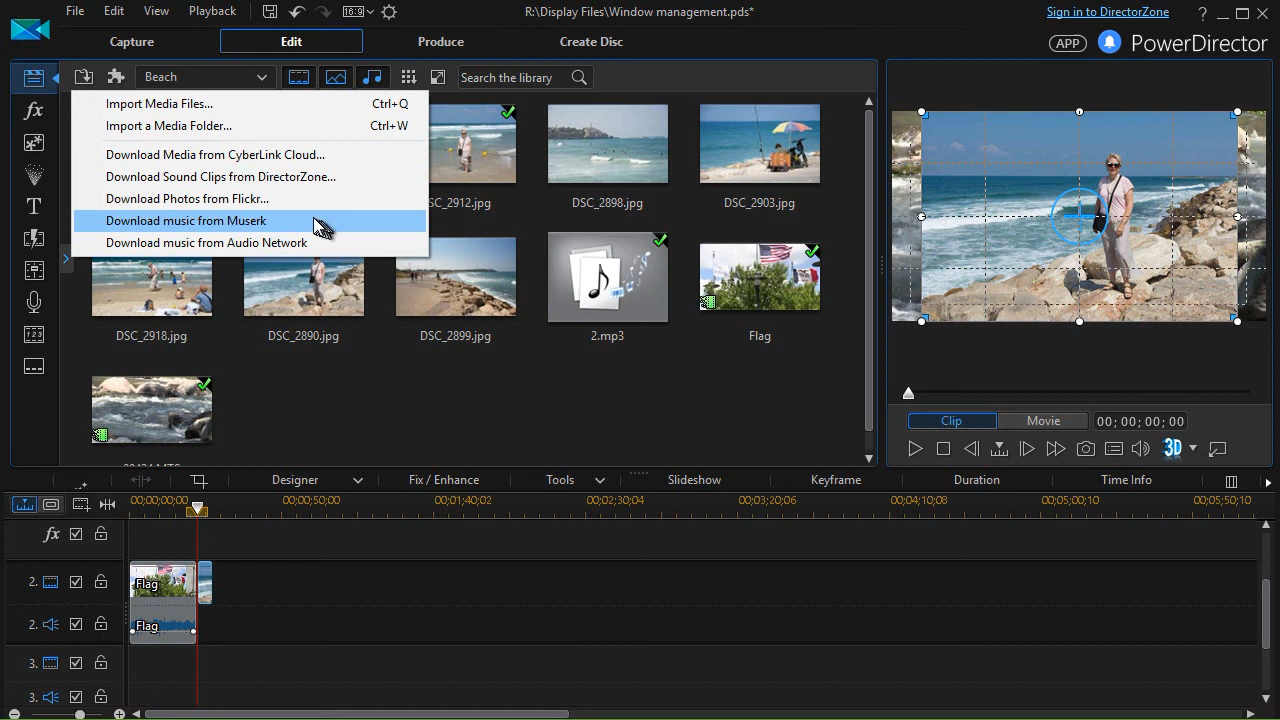 File Edit View Playback 16:9 R:\Display Files\Window management.pds* Sign in to DirectorZone ?
Capture Edit Produce Create Disc APP PowerDirector
Beach Search the library
Import Media Files... Ctrl+Q
Import a Media Folder... Ctrl+W
Download Media from CyberLink Cloud...
Download Sound Clips from DirectorZone...
Download Photos from Flickr...
Download music from Muserk
Download music from Audio Network
_2912.jpg DSC_2898.jpg DSC_2903.jpg
DSC_2918.jpg DSC_2890.jpg DSC_2899.jpg 2.mp3 Flag
Clip Movie 00; 00; 00; 00
3D
Designer Fix / Enhance Tools Slideshow Keyframe Duration Time Info
00;00;00;00 00;00;50;00 00;01;40;02 00;02;30;04 00;03;20;06 00;04;10;08 00;05;00;10 00;05;50;10
fx
2. Flag
2. Flag
3.
3.
fx
T